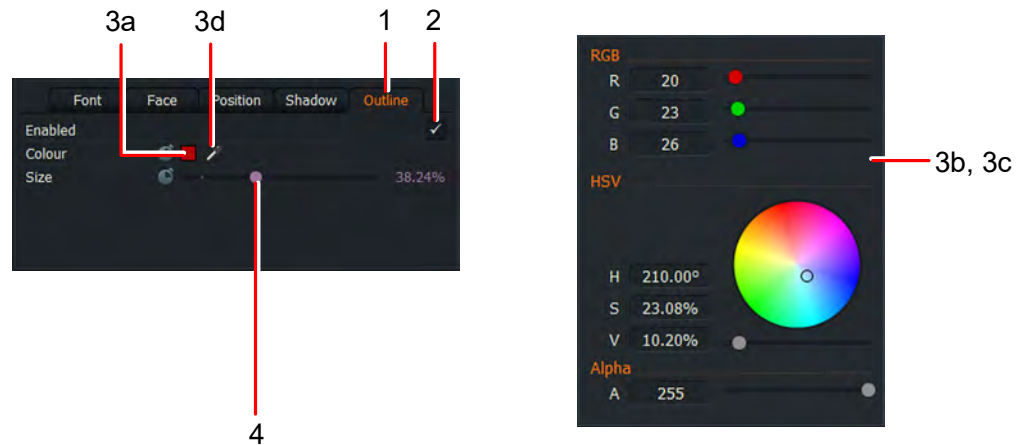 3a 3d 1 2
Font Face Position Shadow Outline
Enabled
Colour
Size 38.24%
4
RGB
R 20
G 23
B 26
3b, 3c
HSV
H 210.00º
S 23.08%
V 10.20%
Alpha
A 255